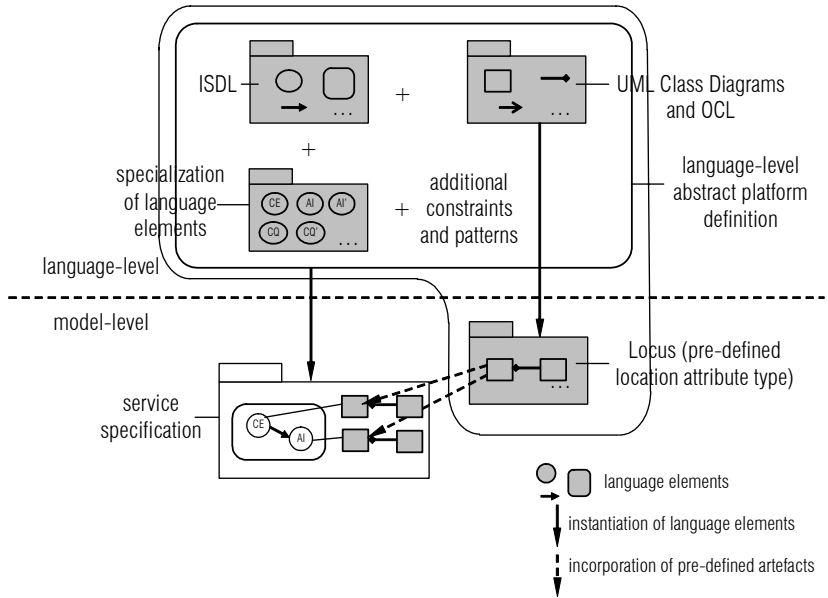 ISDL
+
UML Class Diagrams
and OCL
...
...
+
specialization
of language
elements
CE
AI
AI'
CQ
CQ'
...
+
additional
constraints
and patterns
language-level
abstract platform
definition
language-level
model-level
Locus (pre-defined
location attribute type)
...
service
specification
CE
AI
language elements
instantiation of language elements
incorporation of pre-defined artefacts